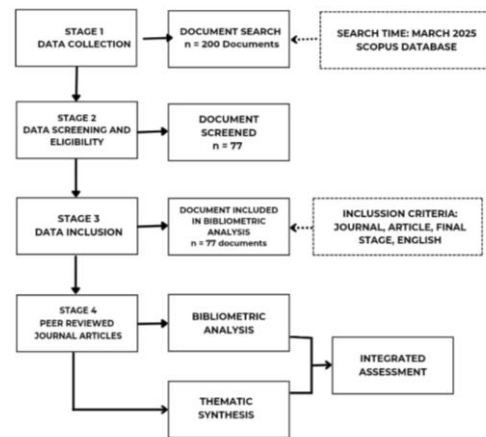 STAGE 1
DATA COLLECTION
DOCUMENT SEARCH
n = 200 Documents
SEARCH TIME: MARCH 2025
SCOPUS DATABASE
STAGE 2
DATA SCREENING AND
ELIGIBILITY
DOCUMENT
SCREENED
n = 77
STAGE 3
DATA INCLUSION
DOCUMENT INCLUDED
IN BIBLIOMETRIC
ANALYSIS
n = 77 documents
INCLUSSION CRITERIA:
JOURNAL, ARTICLE, FINAL
STAGE, ENGLISH
STAGE 4
PEER REVIEWED
JOURNAL ARTICLES
BIBLIOMETRIC
ANALYSIS
INTEGRATED
ASSESSMENT
THEMATIC
SYNTHESIS